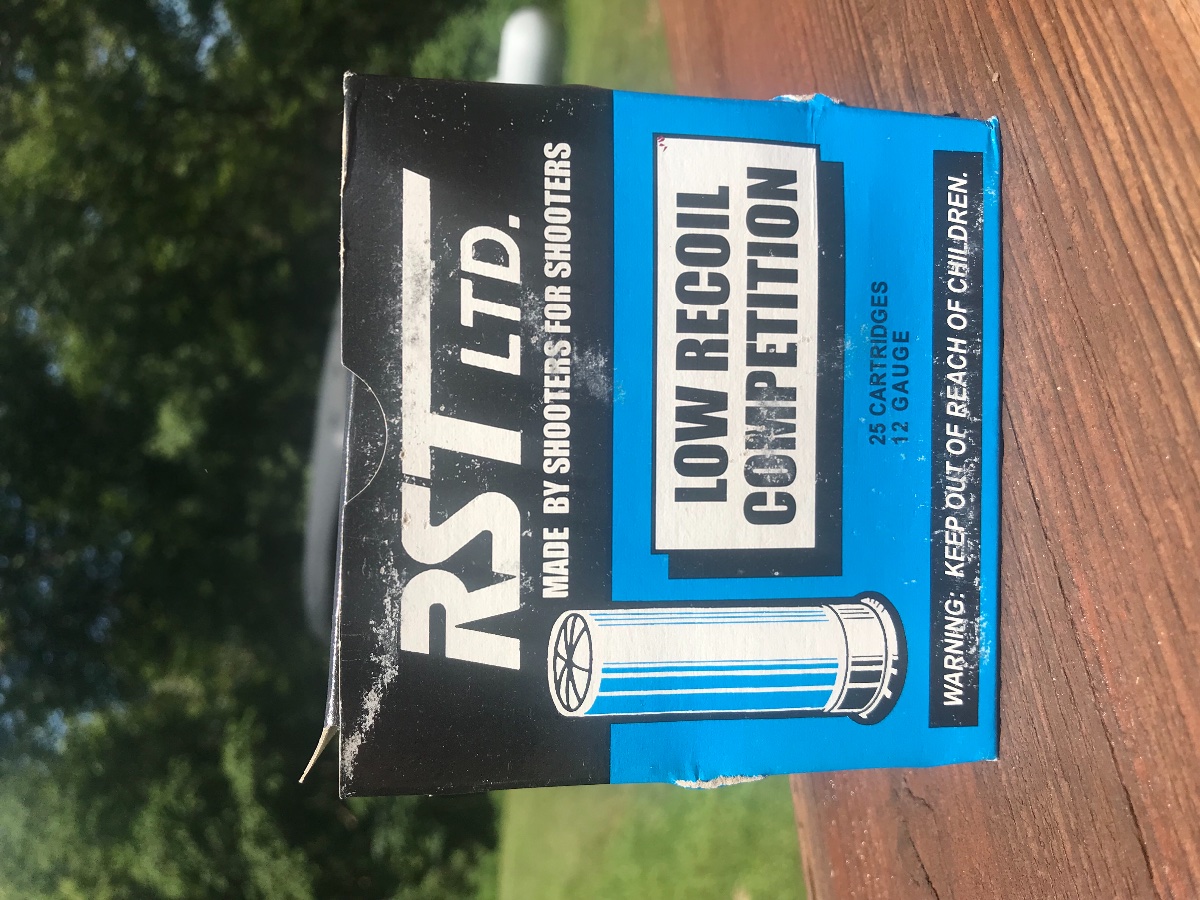 RST LTD.
MADE BY SHOOTERS FOR SHOOTERS
LOW RECOIL
COMPETITION
25 CARTRIDGES
12 GAUGE
WARNING: KEEP OUT OF REACH OF CHILDREN.